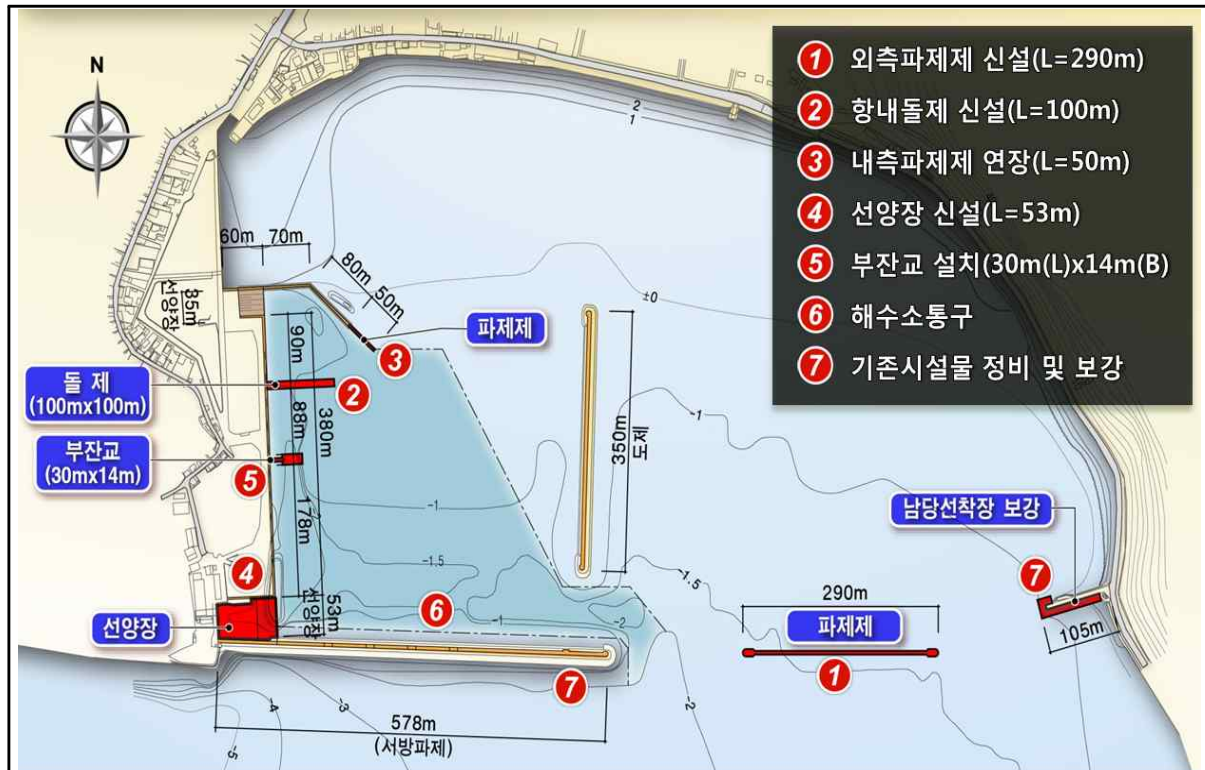 N
1 외측파제제 신설(L=290m)
2 항내돌제 신설(L=100m)
3 내측파제제 연장(L=50m)
4 선양장 신설(L=53m)
5 부잔교 설치(30m(L)x14m(B)
6 해수소통구
7 기존시설물 정비 및 보강
2
1
60m
70m
80m
50m
±0
85m
선양장
파제제
3
90m
돌 제
(100mx100m)
2
88m
380m
350m
도제
-1
부잔교
(30mx14m)
5
-1
178m
남당선착장 보강
-1.5
-1.5
4
7
53m
선양장
6
290m
-1
-2
선양장
파제제
105m
1
7
-2
-4
-3
-5
578m
(서방파제)